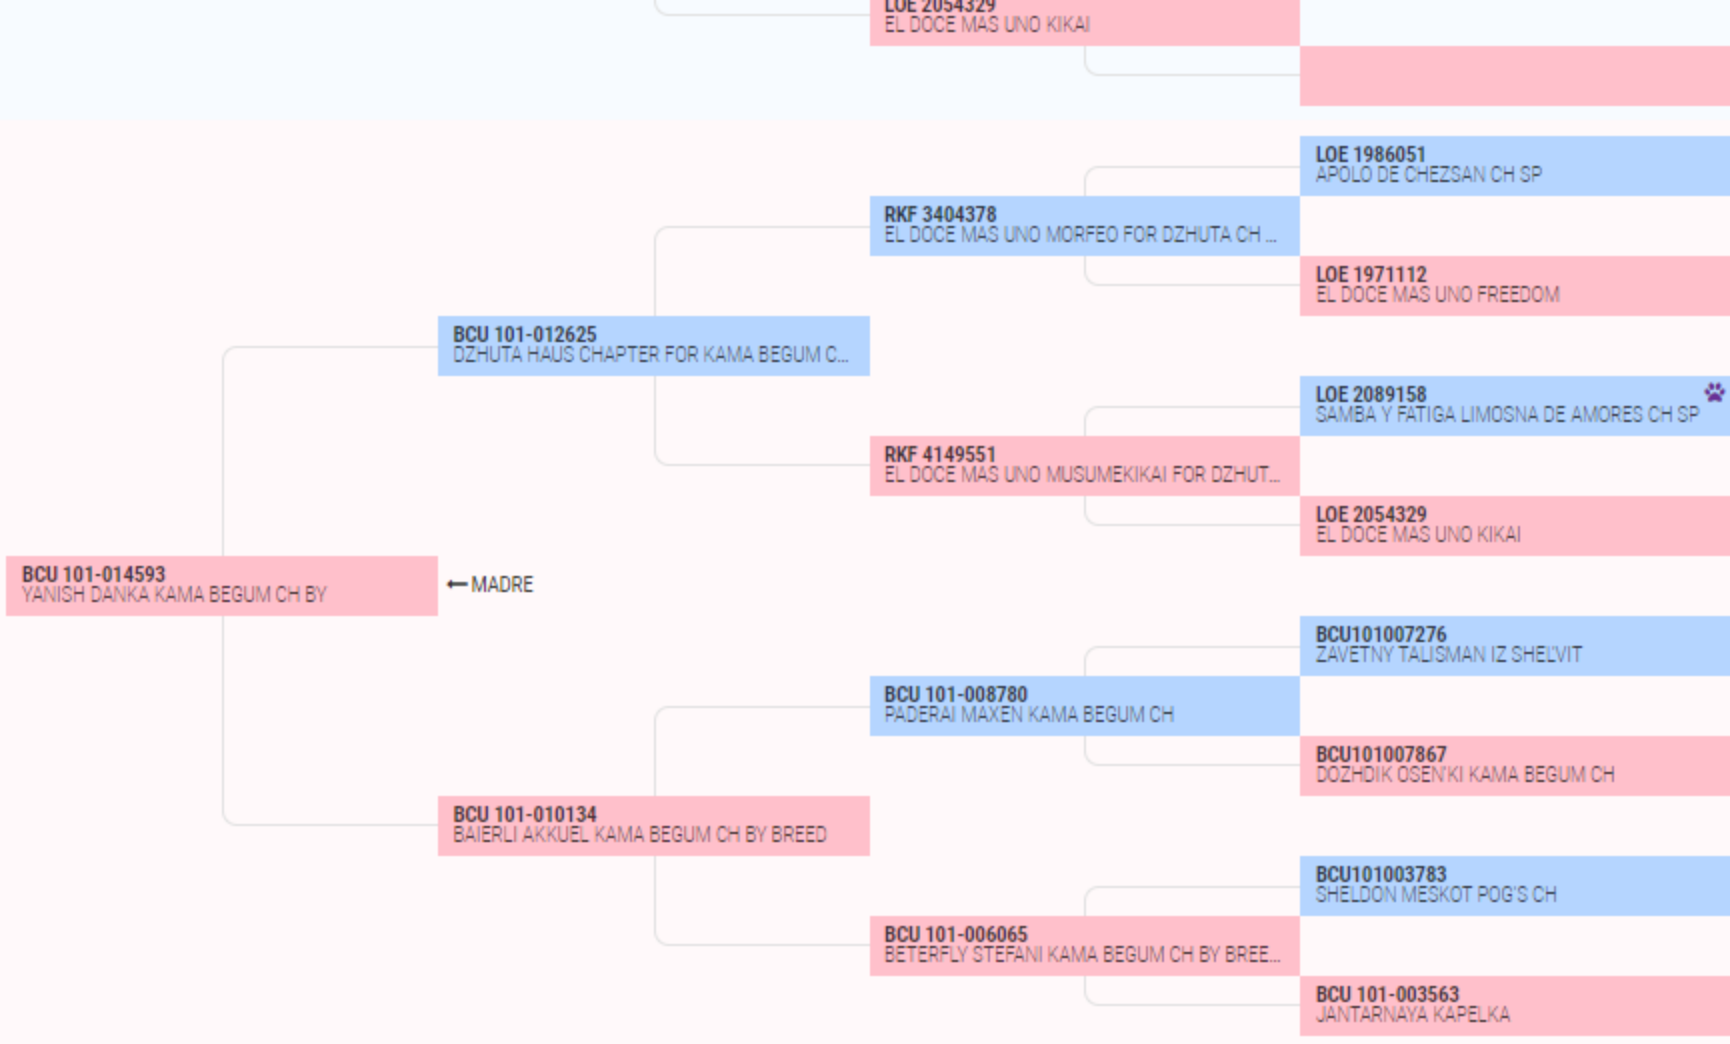 LOE 2054329
EL DOCE MAS UNO KIKAI
LOE 1986051
APOLO DE CHEZSAN CH SP
RKF 3404378
EL DOCE MAS UNO MORFEO FOR DZHUTA CH ...
LOE 1971112
EL DOCE MAS UNO FREEDOM
BCU 101-012625
DZHUTA HAUS CHAPTER FOR KAMA BEGUM C...
LOE 2089158
SAMBA Y FATIGA LIMOSNA DE AMORES CH SP
RKF 4149551
EL DOCE MAS UNO MUSUMEKIKAI FOR DZHUT...
LOE 2054329
EL DOCE MAS UNO KIKAI
BCU 101-014593
YANISH DANKA KAMA BEGUM CH BY
← MADRE
BCU101007276
ZAVETNY TALISMAN IZ SHEL'VIT
BCU 101-008780
PADERAI MAXEN KAMA BEGUM CH
BCU101007867
DOZHDIK OSEN'KI KAMA BEGUM CH
BCU 101-010134
BAIERLI AKKUEL KAMA BEGUM CH BY BREED
BCU101003783
SHELDON MESKOT POG'S CH
BCU 101-006065
BETERFLY STEFANI KAMA BEGUM CH BY BREE...
BCU 101-003563
JANTARNAYA KAPELKA